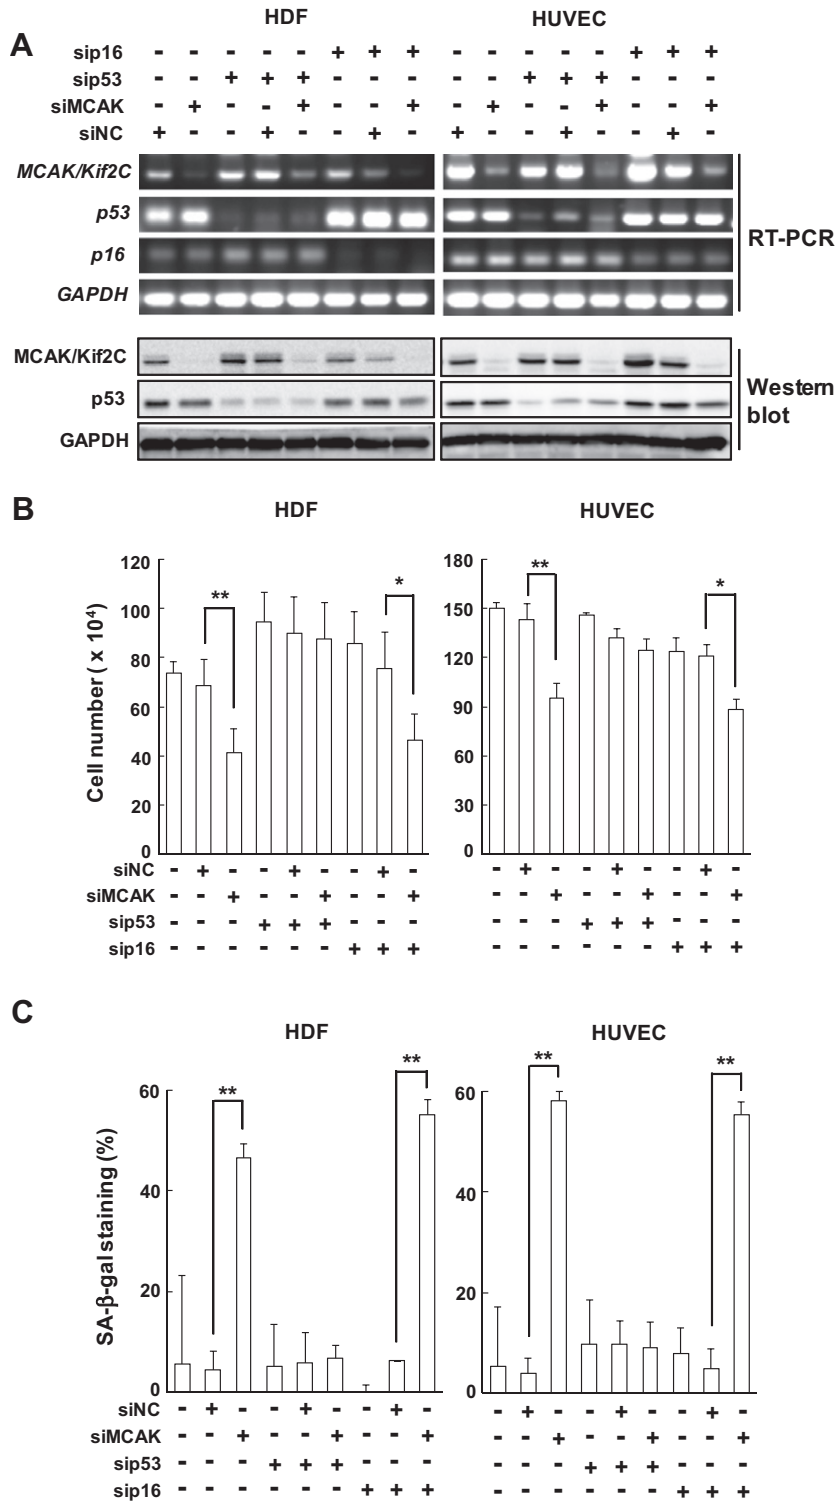 HDF HUVEC
A
sip16 - - - - - + + + - - - - - + + +
sip53 - - + + + - - - - - + + + - - -
siMCAK - + - - + - - + - + - - + - - +
siNC + - - + - - + - + - - + - - + -
MCAK/Kif2C
p53
p16
GAPDH
RT-PCR
MCAK/Kif2C
p53
GAPDH
Western
blot
B
HDF HUVEC
Cell number ( x 10⁴)
120
100
80
60
40
20
0
** *
180
150
120
90
60
30
0
** *
siNC - + - - + - - + - - + - - + - - + -
siMCAK - - + - - + - - + - - + - - + - - +
sip53 - - - + + + - - - - - - + + + - - -
sip16 - - - - - - + + + - - - - - - + + +
C
HDF HUVEC
SA-β-gal staining (%)
60
40
20
0
** **
60
40
20
0
** **
siNC - + - - + - - + - - + - - + - - + -
siMCAK - - + - - + - - + - - + - - + - - +
sip53 - - - + + + - - - - - - + + + - - -
sip16 - - - - - - + + + - - - - - - + + +